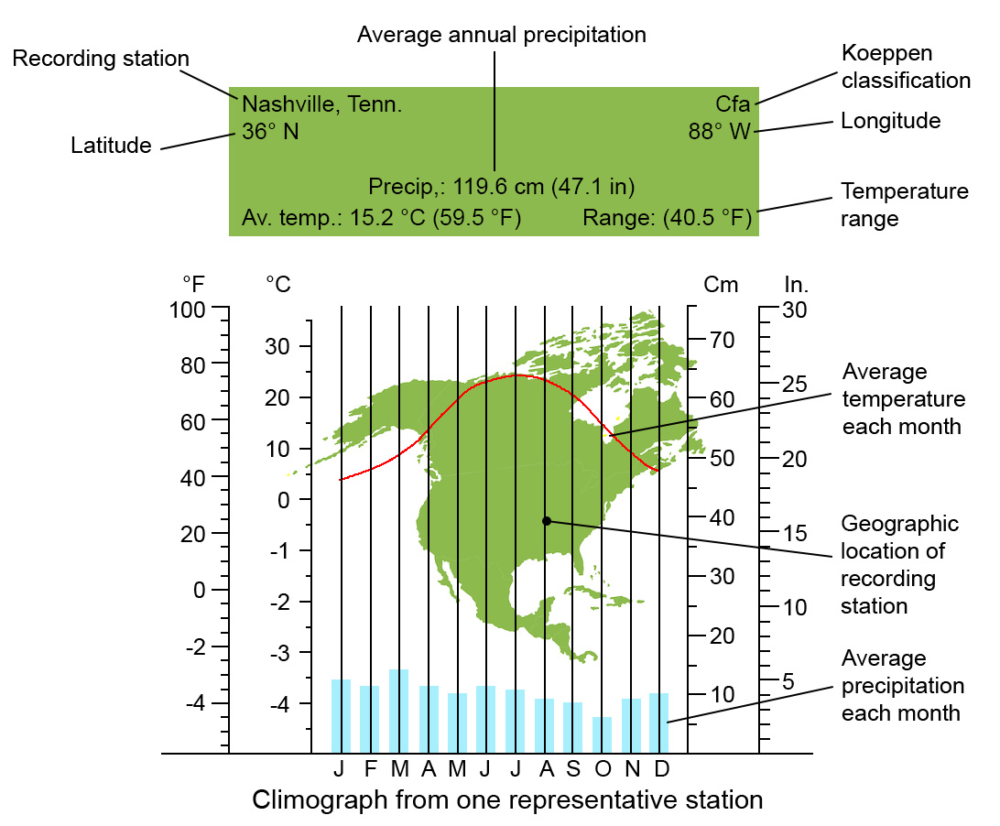 Average annual precipitation
Recording station
Koeppen
classification
Nashville, Tenn.
Cfa
Latitude
36° N
88° W
Longitude
Precip,: 119.6 cm (47.1 in)
Av. temp.: 15.2 °C (59.5 °F)
Range: (40.5 °F)
Temperature
range
°F
°C
Cm
In.
100
80
60
40
20
0
-2
-4
30
20
10
0
-1
-2
-3
-4
70
60
50
40
30
20
10
30
25
20
15
10
5
Average
temperature
each month
Geographic
location of
recording
station
Average
precipitation
each month
J F M A M J J A S O N D
Climograph from one representative station